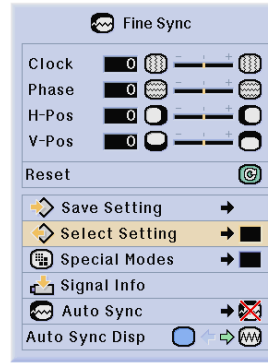 Fine Sync
Clock 0
Phase 0
H-Pos 0
V-Pos 0
Reset
Save Setting
Select Setting
Special Modes
Signal Info
Auto Sync
Auto Sync Disp